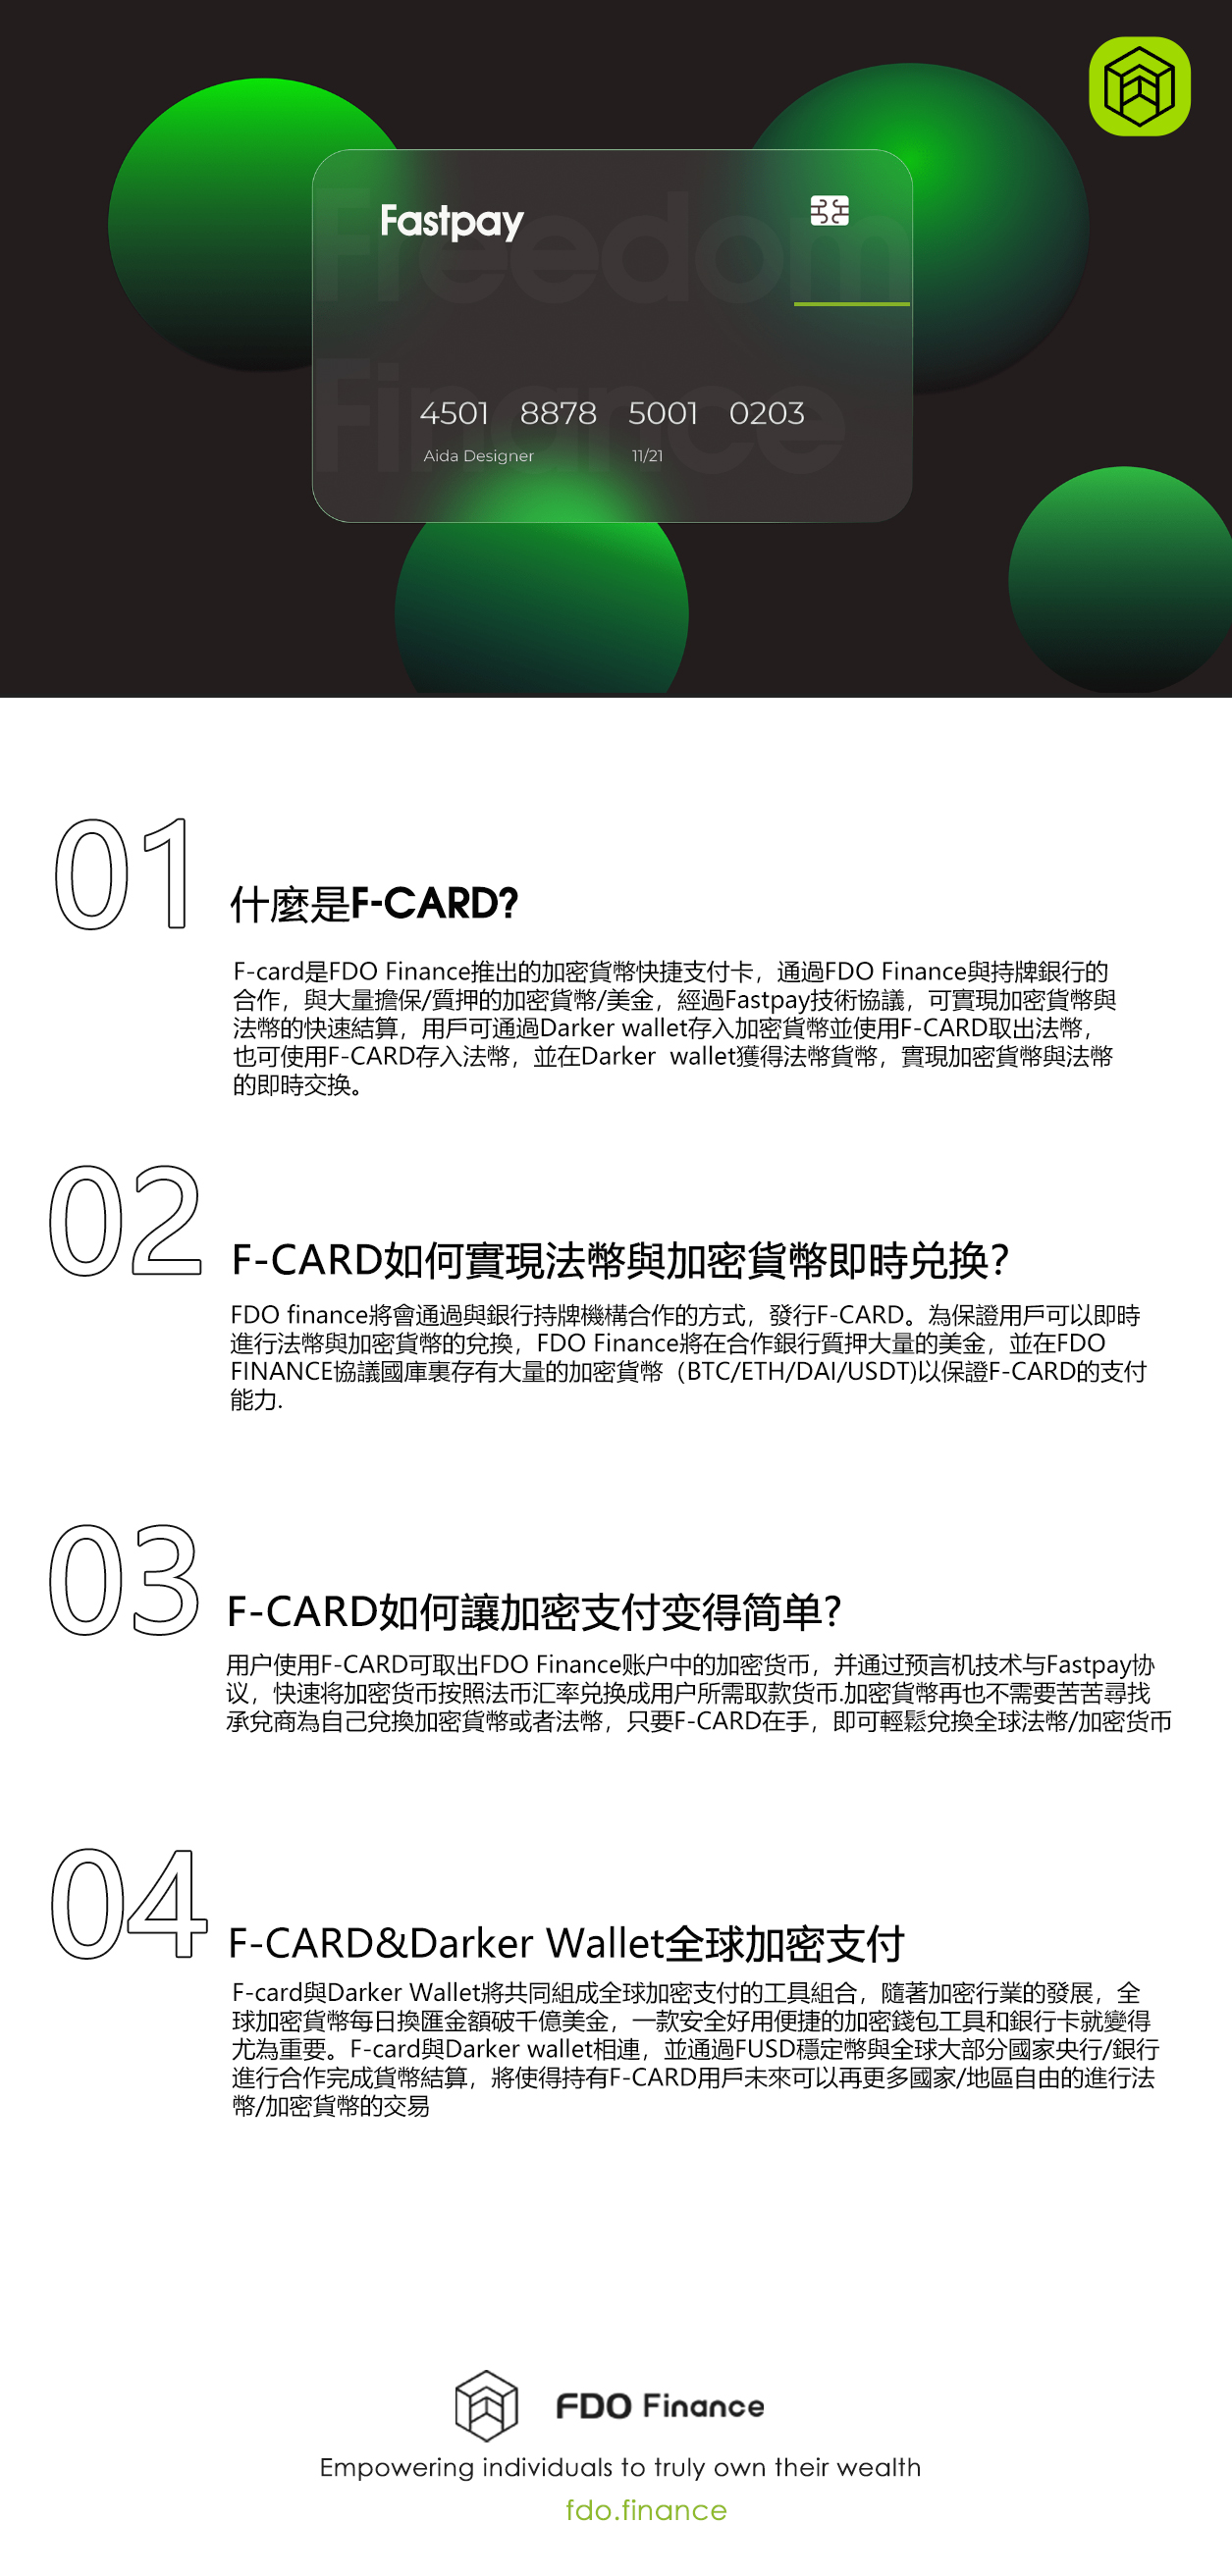 Freedom
Finance
Fastpay
4501 8878 5001 0203
Aida Designer 11/21
01
什麼是F-CARD?
F-card是FDO Finance推出的加密貨幣快捷支付卡，通過FDO Finance與持牌銀行的
合作，與大量擔保/質押的加密貨幣/美金，經過Fastpay技術協議，可實現加密貨幣與
法幣的快速結算，用戶可通過Darker wallet存入加密貨幣並使用F-CARD取出法幣，
也可使用F-CARD存入法幣，並在Darker  wallet獲得法幣貨幣，實現加密貨幣與法幣
的即時交換。
02
F-CARD如何實現法幣與加密貨幣即時兑換?
FDO finance將會通過與銀行持牌機構合作的方式，發行F-CARD。為保證用戶可以即時
進行法幣與加密貨幣的兌換，FDO Finance將在合作銀行質押大量的美金，並在FDO
FINANCE協議國庫裏存有大量的加密貨幣（BTC/ETH/DAI/USDT)以保證F-CARD的支付
能力.
03
F-CARD如何讓加密支付变得简单?
用户使用F-CARD可取出FDO Finance账户中的加密货币，并通过预言机技术与Fastpay协
议，快速将加密货币按照法币汇率兑换成用户所需取款货币.加密貨幣再也不需要苦苦尋找
承兌商為自己兌換加密貨幣或者法幣，只要F-CARD在手，即可輕鬆兌換全球法幣/加密货币
04
F-CARD&Darker Wallet全球加密支付
F-card與Darker Wallet將共同組成全球加密支付的工具組合，隨著加密行業的發展，全
球加密貨幣每日換匯金額破千億美金，一款安全好用便捷的加密錢包工具和銀行卡就變得
尤為重要。F-card與Darker wallet相連，並通過FUSD穩定幣與全球大部分國家央行/銀行
進行合作完成貨幣結算，將使得持有F-CARD用戶未來可以再更多國家/地區自由的進行法
幣/加密貨幣的交易
FDO Finance
Empowering individuals to truly own their wealth
fdo.finance